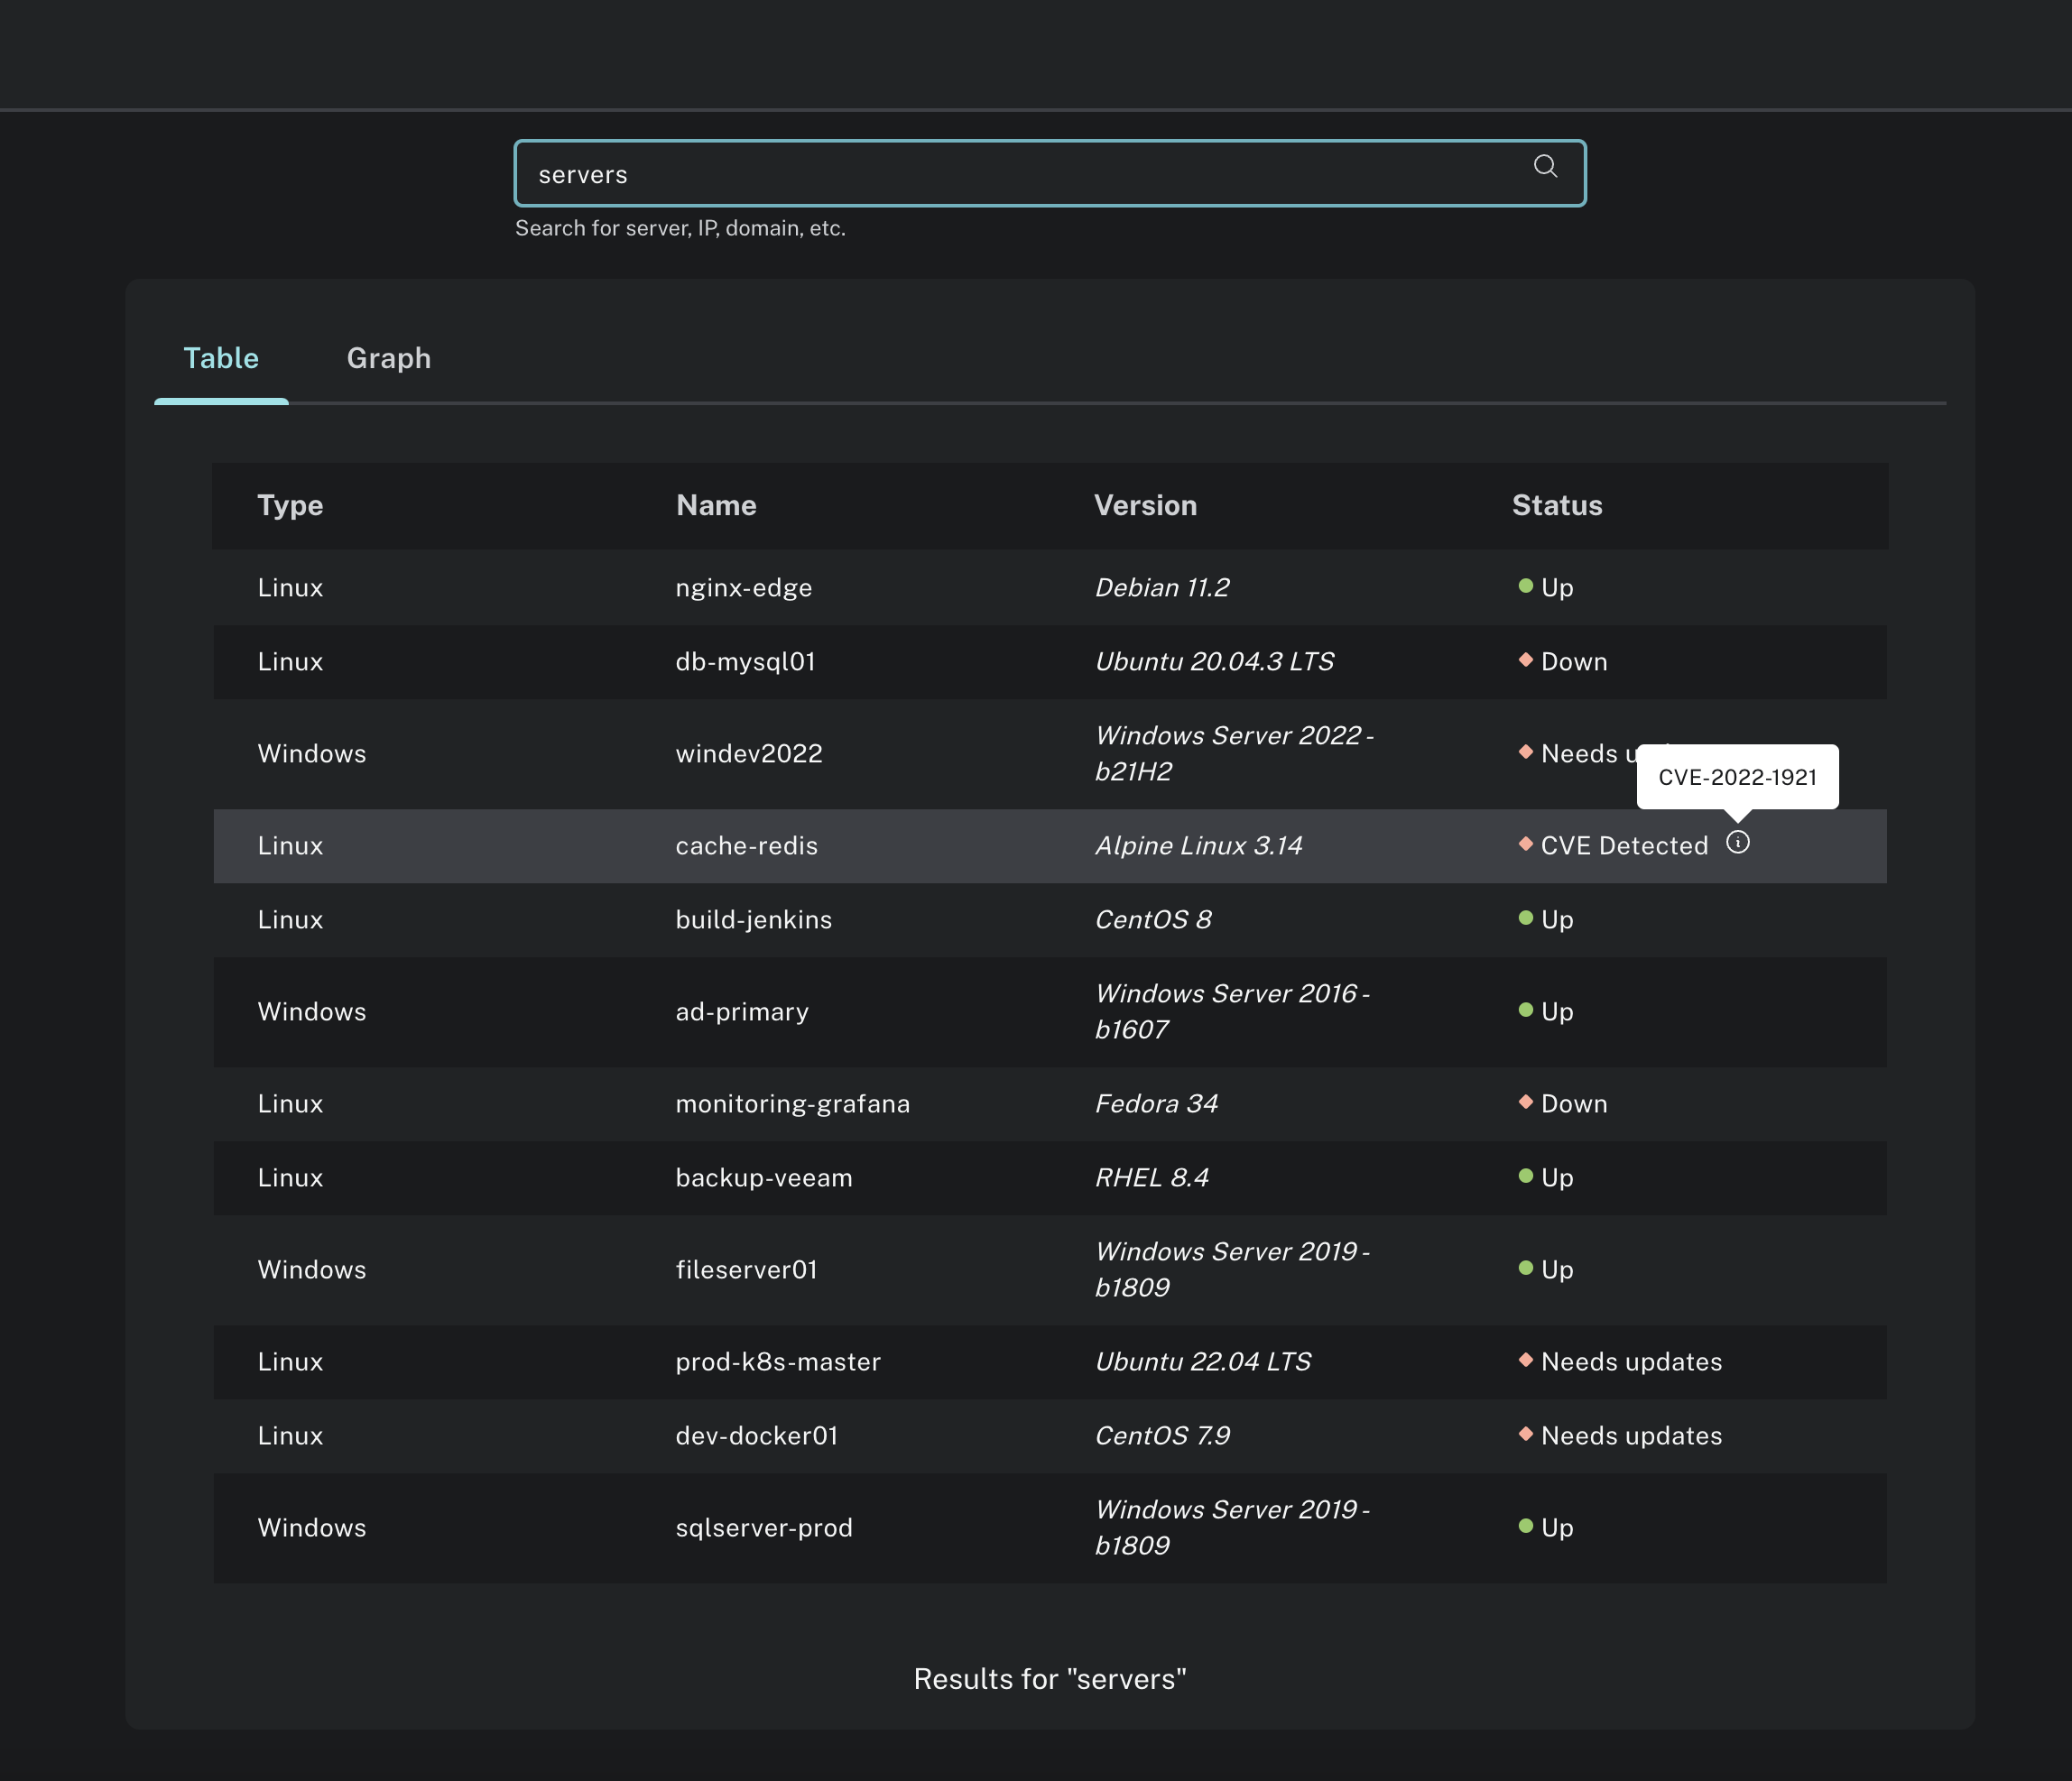 servers
Search for server, IP, domain, etc.
Table Graph
Type Name Version Status
Linux nginx-edge Debian 11.2 Up
Linux db-mysql01 Ubuntu 20.04.3 LTS Down
Windows windev2022 Windows Server 2022 - Needs
b21H2
CVE-2022-1921
Linux cache-redis Alpine Linux 3.14 CVE Detected
Linux build-jenkins CentOS 8 Up
Windows ad-primary Windows Server 2016 - Up
b1607
Linux monitoring-grafana Fedora 34 Down
Linux backup-veeam RHEL 8.4 Up
Windows fileserver01 Windows Server 2019 - Up
b1809
Linux prod-k8s-master Ubuntu 22.04 LTS Needs updates
Linux dev-docker01 CentOS 7.9 Needs updates
Windows sqlserver-prod Windows Server 2019 - Up
b1809
Results for "servers"